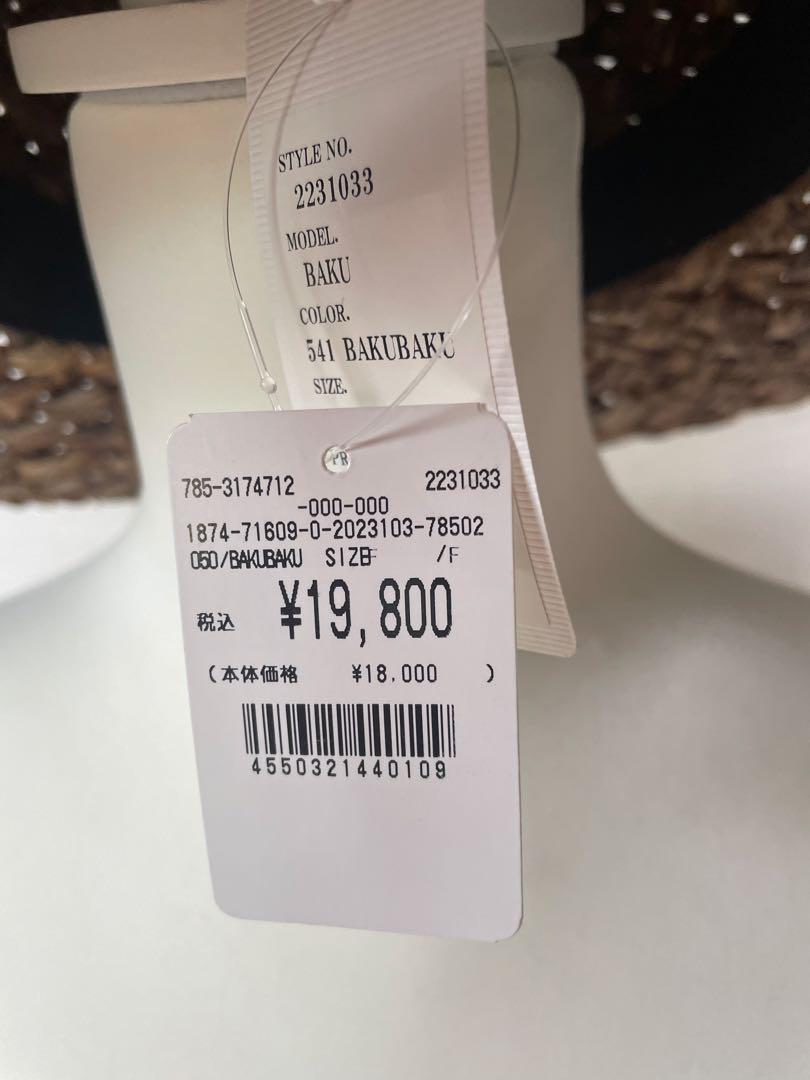 STYLE NO.
2231033
MODEL.
BAKU
COLOR.
541 BAKUBAKU
SIZE.
PR
785-3174712 2231033
-000-000
1874-71609-0-2023103-78502
050/BAKUBAKU SIZE /F
税込 ¥19,800
(本体価格 ¥18,000 )
4550321440109